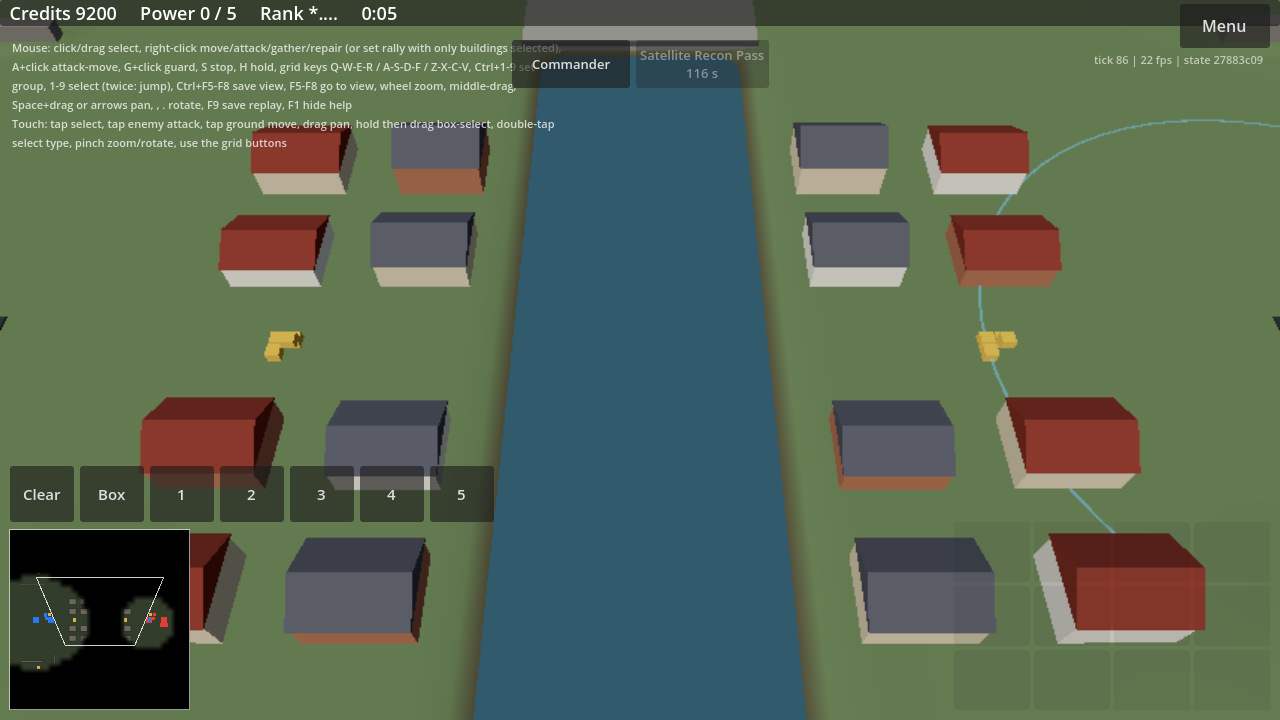 Credits 9200 Power 0 / 5 Rank *.... 0:05
Menu
Mouse: click/drag select, right-click move/attack/gather/repair (or set rally with only buildings selected),
A+click attack-move, G+click guard, S stop, H hold, grid keys Q-W-E-R / A-S-D-F / Z-X-C-V, Ctrl+1-9 set
group, 1-9 select (twice: jump), Ctrl+F5-F8 save view, F5-F8 go to view, wheel zoom, middle-drag,
Space+drag or arrows pan, , . rotate, F9 save replay, F1 hide help
Touch: tap select, tap enemy attack, tap ground move, drag pan, hold then drag box-select, double-tap
select type, pinch zoom/rotate, use the grid buttons
Commander
Satellite Recon Pass
116 s
tick 86 | 22 fps | state 27883c09
Clear Box 1 2 3 4 5